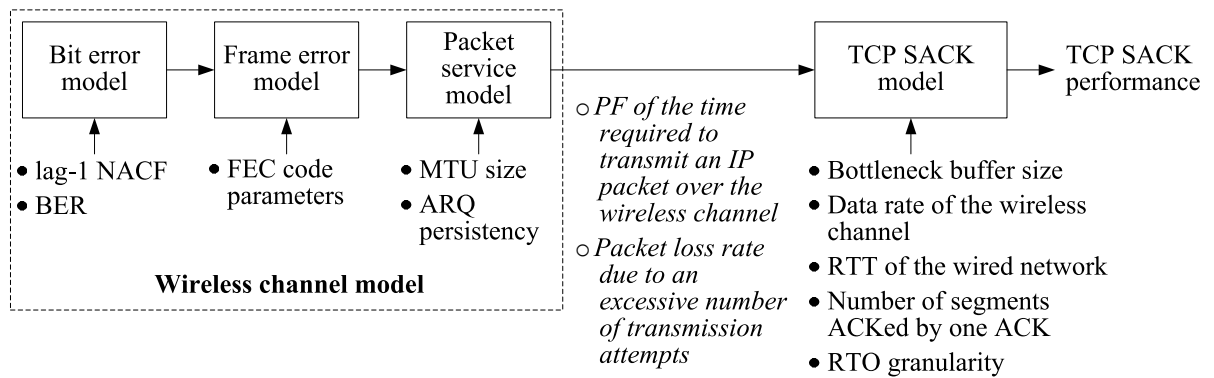 Bit error
model
Frame error
model
Packet
service
model
TCP SACK
model
TCP SACK
performance
• lag-1 NACF
• BER
• FEC code
parameters
• MTU size
• ARQ
persistency
Wireless channel model
○ PF of the time
required to
transmit an IP
packet over the
wireless channel
○ Packet loss rate
due to an
excessive number
of transmission
attempts
• Bottleneck buffer size
• Data rate of the wireless
channel
• RTT of the wired network
• Number of segments
ACKed by one ACK
• RTO granularity